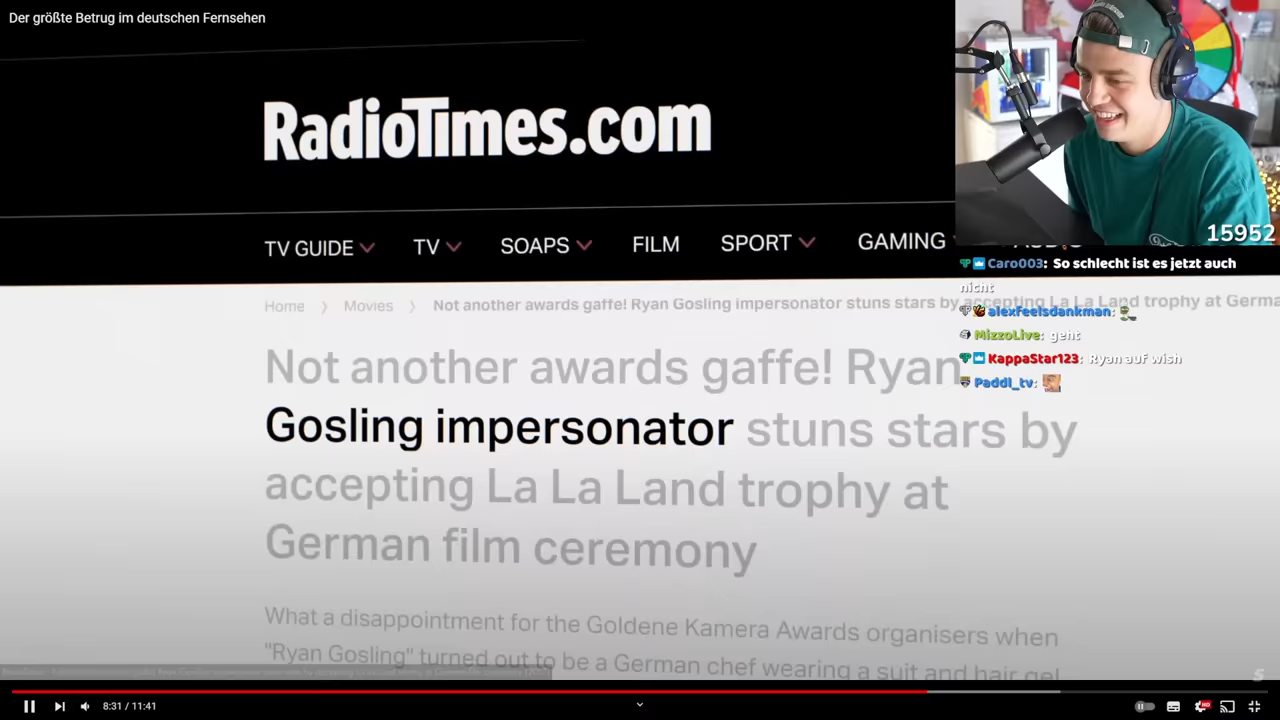 Der größte Betrug im deutschen Fernsehen
RadioTimes.com
TV GUIDE TV SOAPS FILM SPORT GAMING
15952
Caro003: So schlecht ist es jetzt auch
nicht
alexfeelsdankman:
MizzoLive: geht
KappaStar123: Ryan auf wish
Paddl_tv:
Home Movies Not another awards gaffe! Ryan Gosling impersonator stuns stars by accepting La La Land trophy at Germa
Not another awards gaffe! Ryan
Gosling impersonator stuns stars by
accepting La La Land trophy at
German film ceremony
What a disappointment for the Goldene Kamera Awards organisers when
"Ryan Gosling" turned out to be a German chef wearing a suit and hair gel
8:31 / 11:41
HD